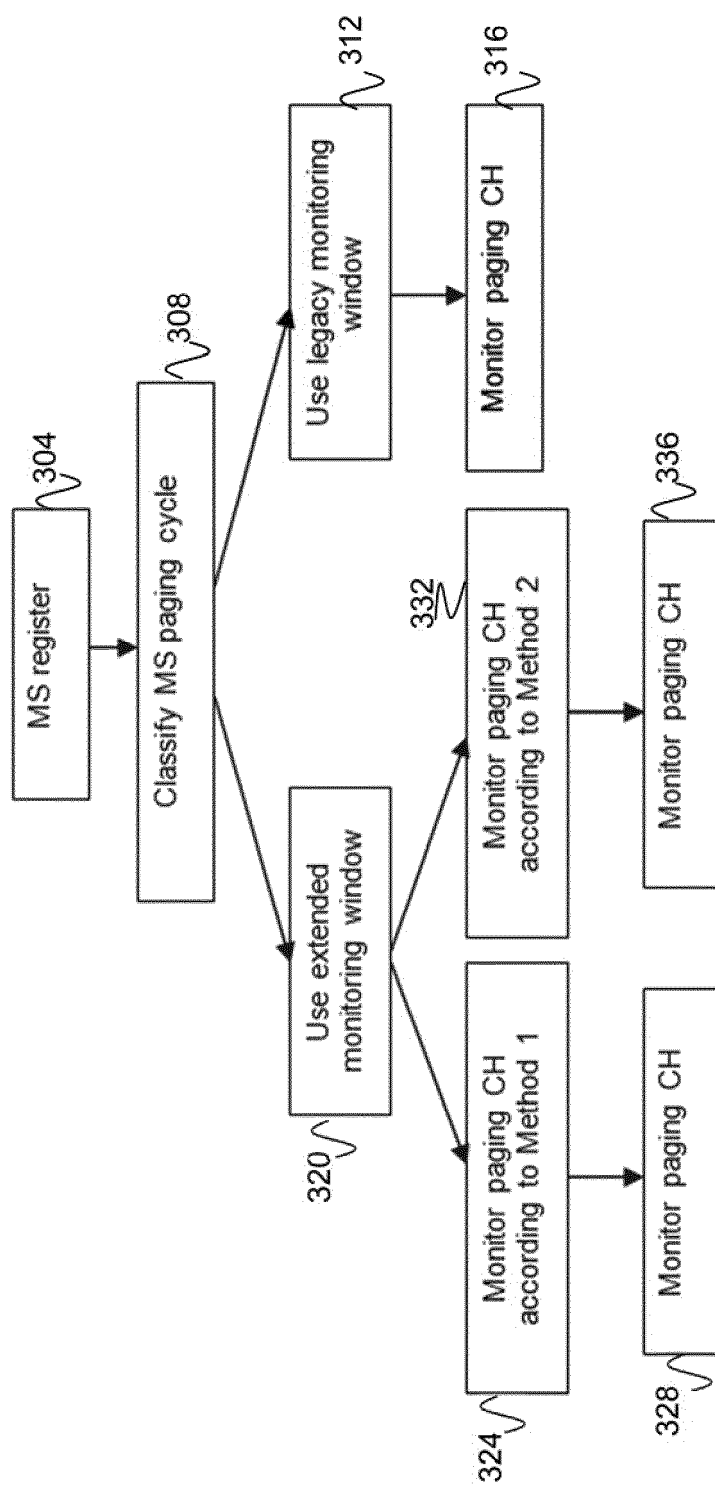 MS register
304
Classify MS paging cycle
308
Use extended
monitoring window
320
Use legacy monitoring
window
312
Monitor paging CH
according to Method 1
324
Monitor paging CH
according to Method 2
332
Monitor paging CH
316
Monitor paging CH
328
Monitor paging CH
336